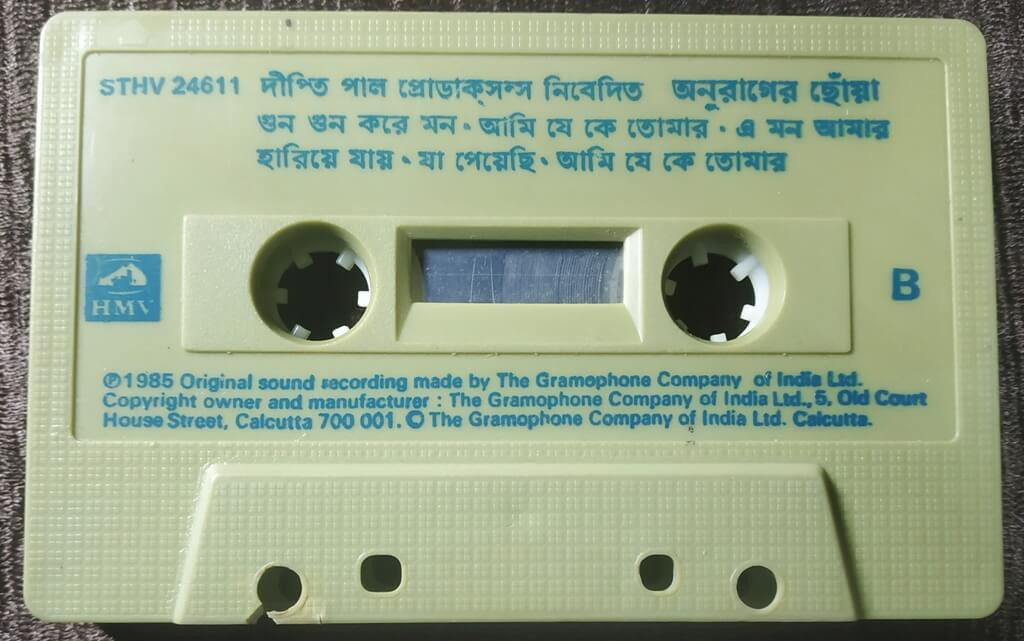 STHV 24611 দীপ্তি পাল প্রোডাক্‌সন্স নিবেদিত অনুরাগের ছোঁয়া
গুন গুন করে মন · আমি যে কে তোমার · এ মন আমার
হারিয়ে যায় · যা পেয়েছি · আমি যে কে তোমার
HMV
B
℗1985 Original sound recording made by The Gramophone Company of India Ltd.
Copyright owner and manufacturer : The Gramophone Company of India Ltd., 5, Old Court
House Street, Calcutta 700 001. © The Gramophone Company of India Ltd. Calcutta.